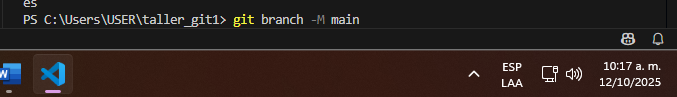 es
PS C:\Users\USER\taller_git1> git branch -M main
W
ESP
LAA
10:17 a. m.
12/10/2025